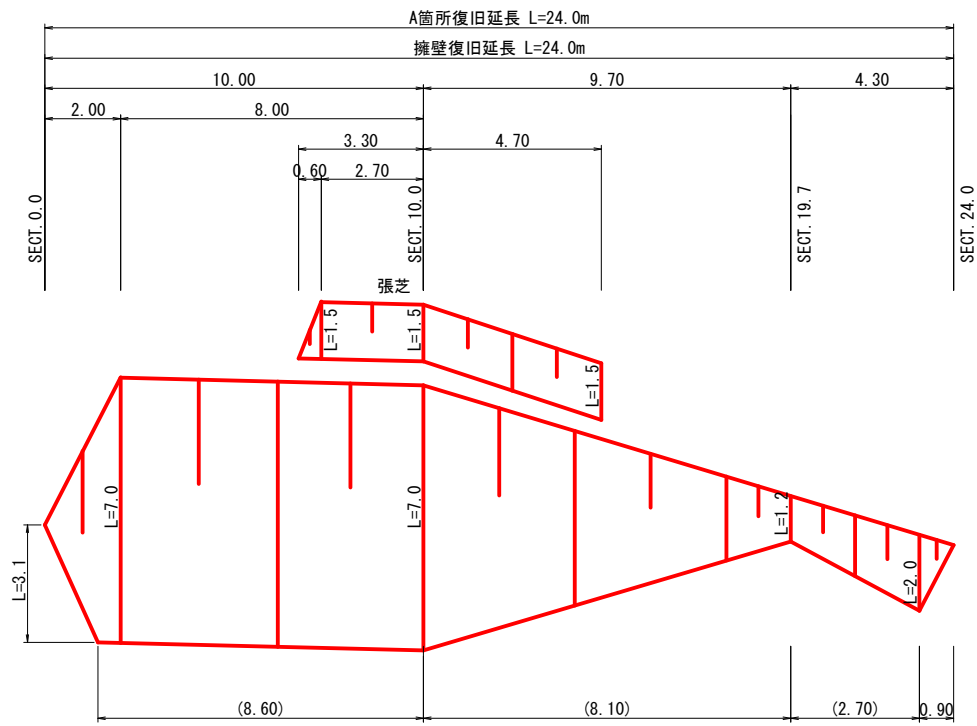 A箇所復旧延長 L=24.0m
擁壁復旧延長 L=24.0m
10.00
9.70
4.30
2.00
8.00
3.30
4.70
0.60
2.70
SECT.0.0
SECT.10.0
SECT.19.7
SECT.24.0
張芝
L=1.5
L=1.5
L=1.5
L=7.0
L=7.0
L=1.2
L=3.1
L=2.0
(8.60)
(8.10)
(2.70)
0.90